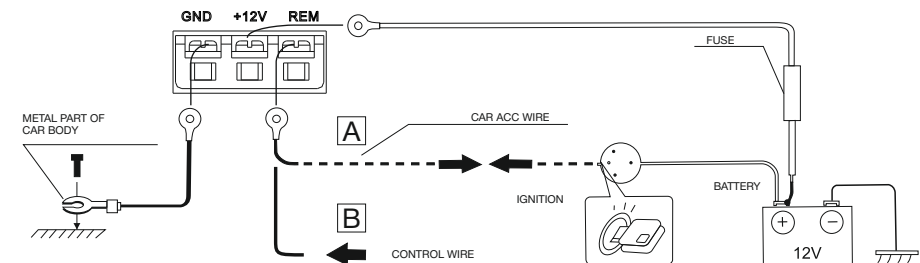 GND +12V REM
FUSE
METAL PART OF
CAR BODY
A
CAR ACC WIRE
IGNITION
BATTERY
B
CONTROL WIRE
+ −
12V